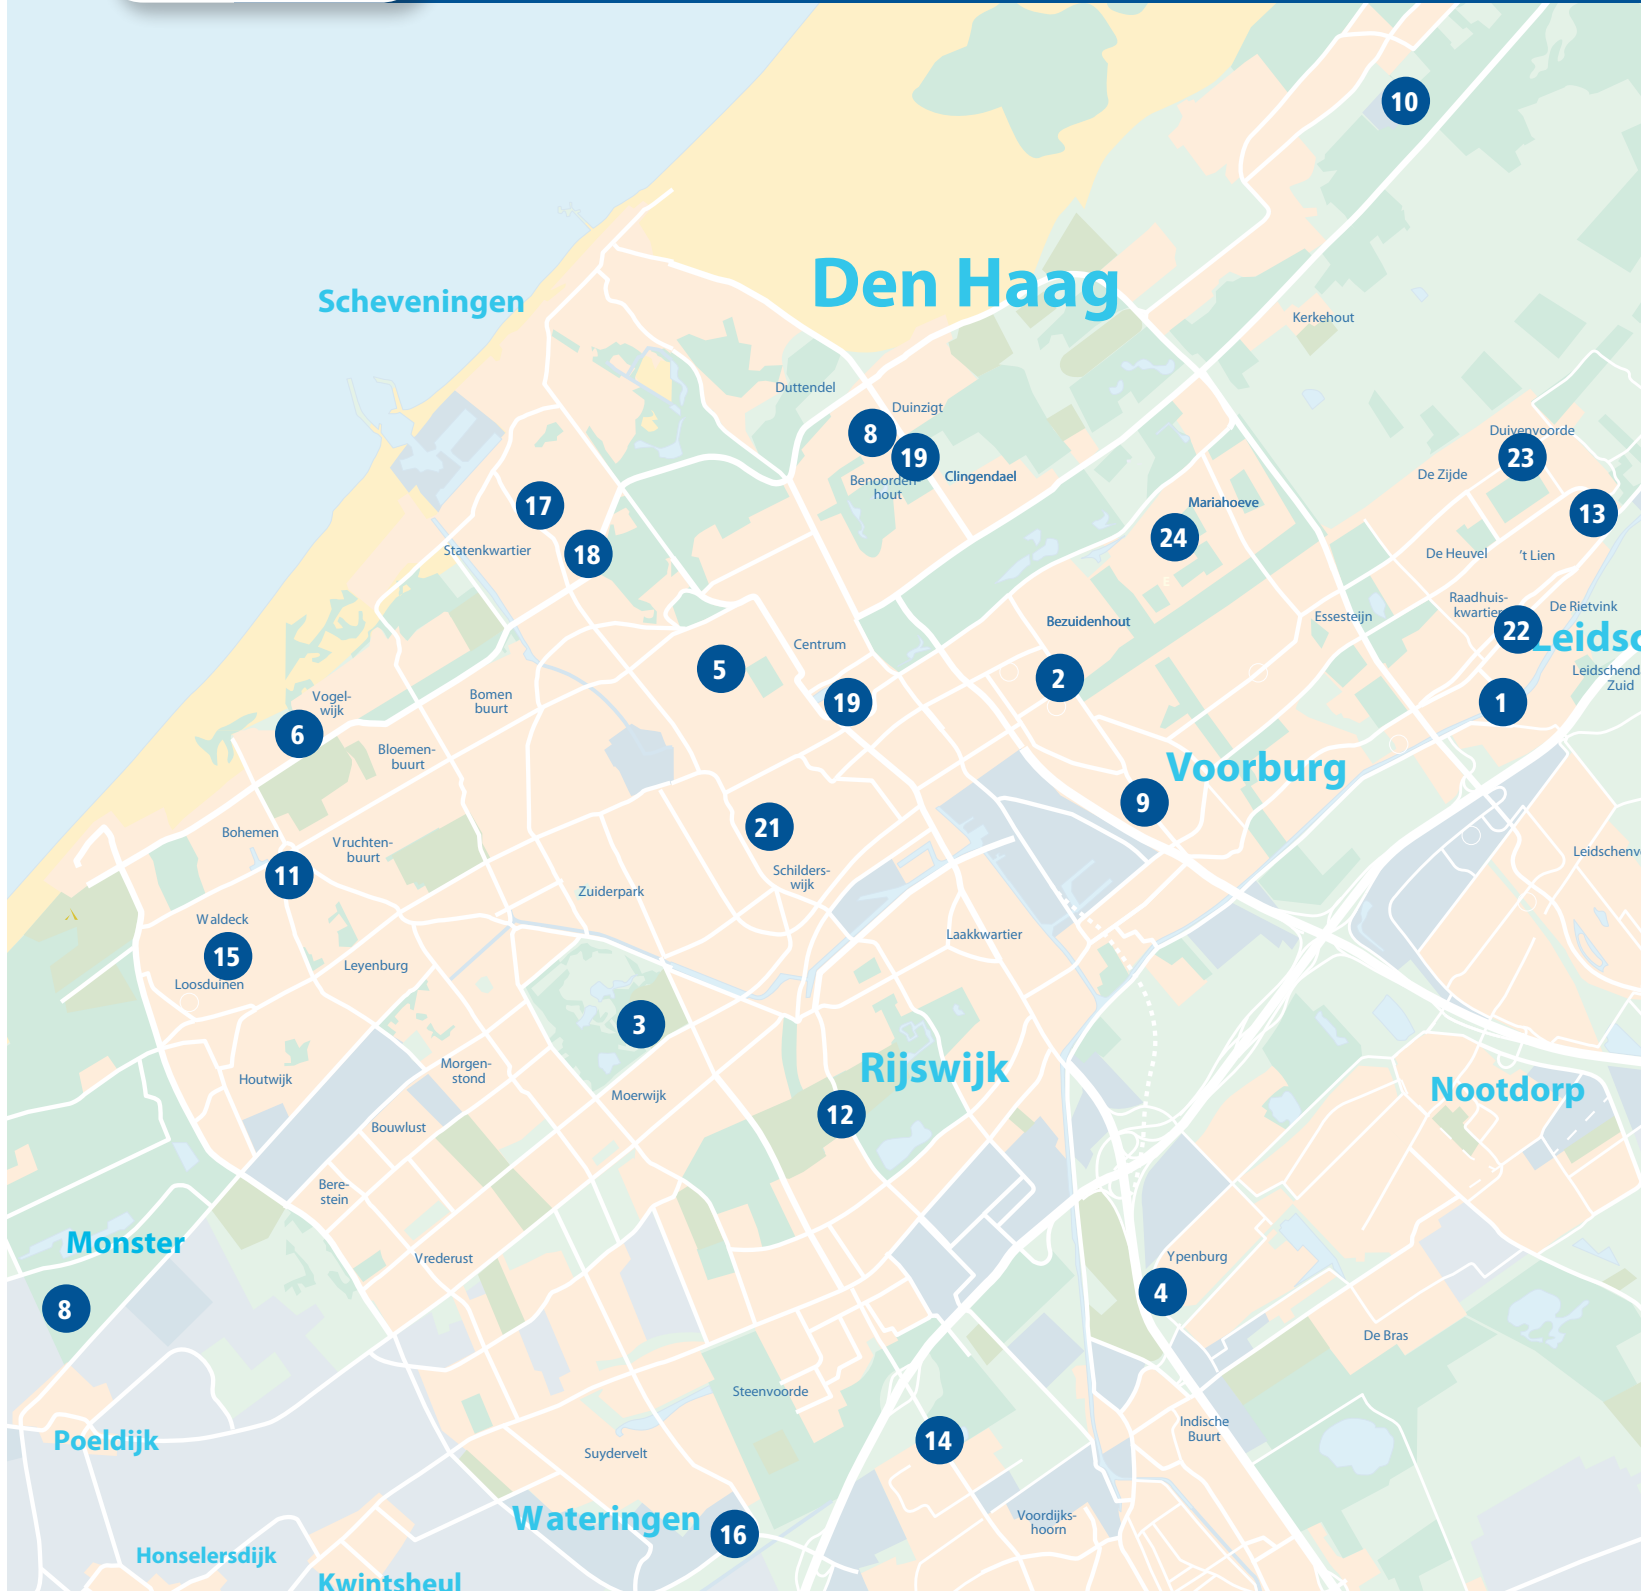 10
Den Haag
Scheveningen
Kerkehout
Duttendel
Duinzigt
8
19
Benoorden-
hout
Clingendael
Duivenvoorde
23
De Zijde
13
17
Mariahoeve
24
Statenkwartier
18
De Heuvel
't Lien
Raadhuis-
kwartier
De Rietvink
22
Leidsc
Essesteijn
Bezuidenhout
Centrum
5
2
Leidschend
Zuid
1
19
Vogel-
wijk
6
Bomen
buurt
Bloemen-
buurt
Voorburg
9
21
Bohemen
Vruchten-
buurt
Leidschenv
11
Schilders-
wijk
Zuiderpark
Waldeck
Laakkwartier
15
Leyenburg
Loosduinen
3
Rijswijk
Morgen-
stond
Houtwijk
Moerwijk
Nootdorp
12
Bouwlust
Bere-
stein
Monster
Vrederust
Ypenburg
8
4
De Bras
Steenvoorde
Indische
Buurt
Poeldijk
14
Suydervelt
Wateringen
16
Voordijks-
hoorn
Honselersdijk
Kwintsheul